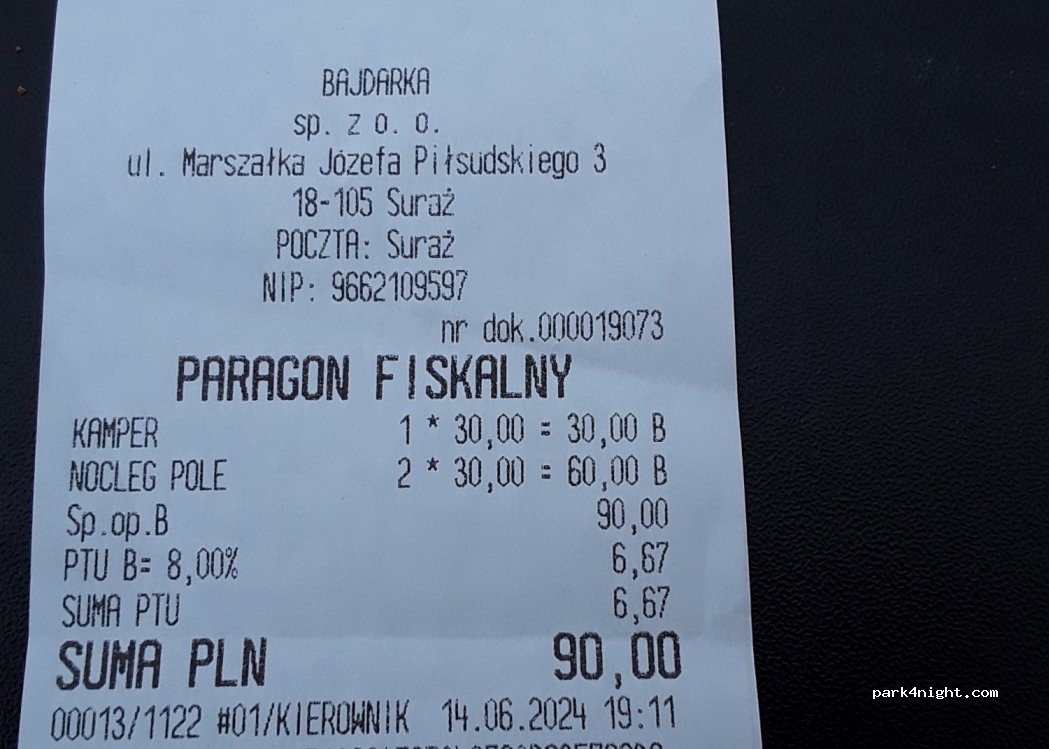 BAJDARKA
sp. z o. o.
ul. Marszałka Józefa Piłsudskiego 3
18-105 Suraż
POCZTA: Suraż
NIP: 9662109597
nr dok.000019073
PARAGON FISKALNY
KAMPER 1 * 30,00 = 30,00 B
NOCLEG POLE 2 * 30,00 = 60,00 B
Sp.op.B 90,00
PTU B= 8,00% 6,67
SUMA PTU 6,67
SUMA PLN 90,00
00013/1122 #01/KIEROWNIK 14.06.2024 19:11
park4night.com